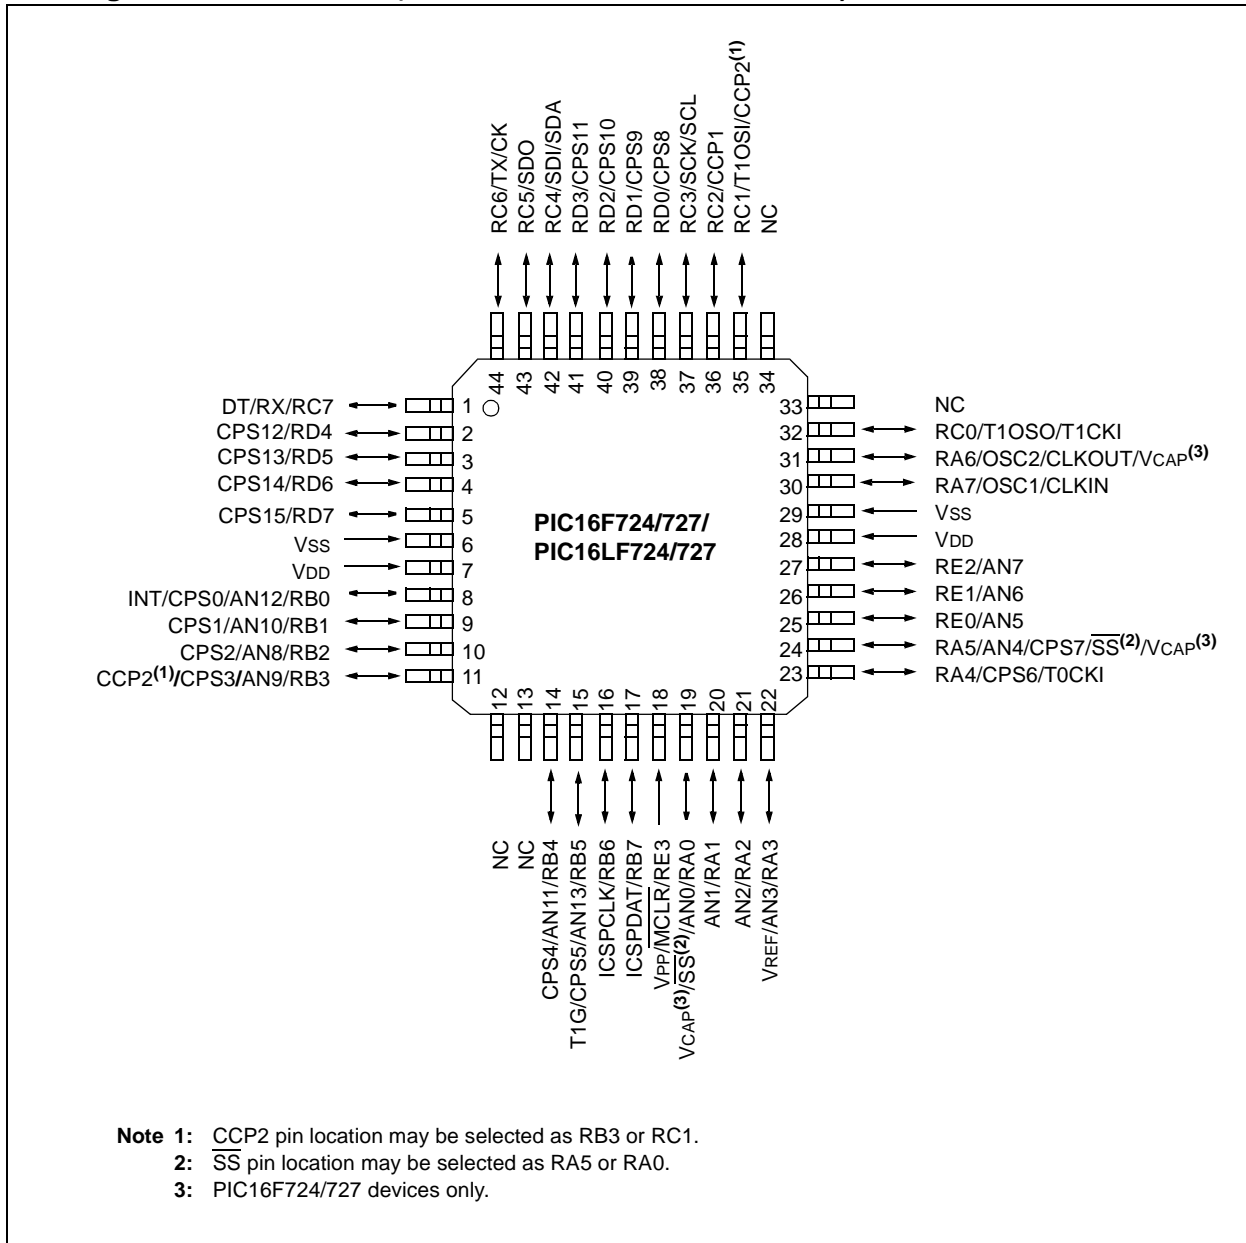 RC6/TX/CK
RC5/SDO
RC4/SDI/SDA
RD3/CPS11
RD2/CPS10
RD1/CPS9
RD0/CPS8
RC3/SCK/SCL
RC2/CCP1
RC1/T1OSI/CCP2(1)
NC
44
43
42
41
40
39
38
37
36
35
34
DT/RX/RC7
1
CPS12/RD4
2
CPS13/RD5
3
CPS14/RD6
4
CPS15/RD7
5
VSS
6
VDD
7
INT/CPS0/AN12/RB0
8
CPS1/AN10/RB1
9
CPS2/AN8/RB2
10
CCP2(1)/CPS3/AN9/RB3
11
PIC16F724/727/
PIC16LF724/727
33
NC
32
RC0/T1OSO/T1CKI
31
RA6/OSC2/CLKOUT/VCAP(3)
30
RA7/OSC1/CLKIN
29
VSS
28
VDD
27
RE2/AN7
26
RE1/AN6
25
RE0/AN5
24
RA5/AN4/CPS7/SS(2)/VCAP(3)
23
RA4/CPS6/T0CKI
12
13
14
15
16
17
18
19
20
21
22
NC
NC
CPS4/AN11/RB4
T1G/CPS5/AN13/RB5
ICSPCLK/RB6
ICSPDAT/RB7
VPP/MCLR/RE3
VCAP(3)/SS(2)/AN0/RA0
AN1/RA1
AN2/RA2
VREF/AN3/RA3
Note 1: CCP2 pin location may be selected as RB3 or RC1.
2: SS pin location may be selected as RA5 or RA0.
3: PIC16F724/727 devices only.